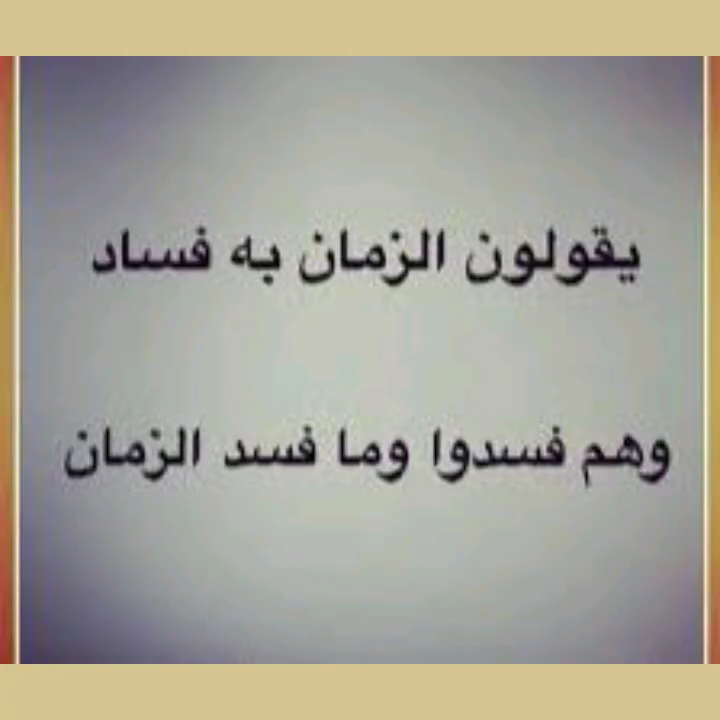 يقولون الزمان به فساد
وهم فسدوا وما فسد الزمان